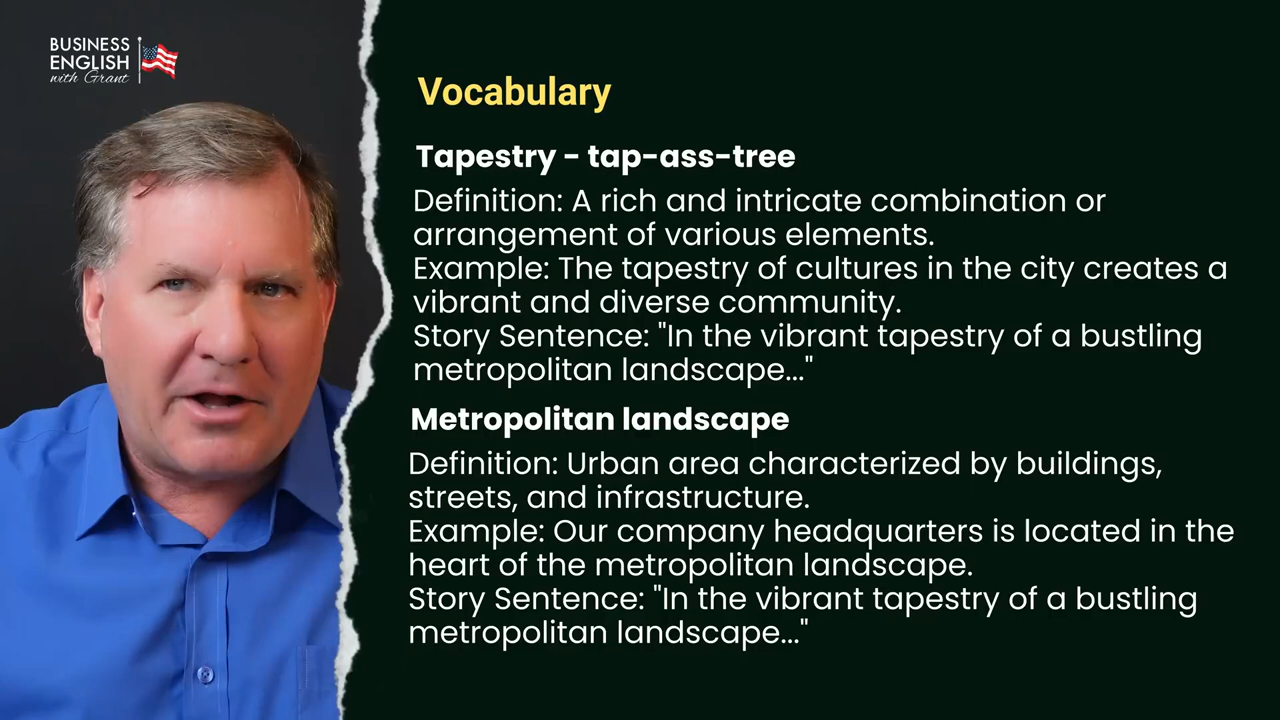 BUSINESS
ENGLISH
with Grant
Vocabulary
Tapestry - tap-ass-tree
Definition: A rich and intricate combination or
arrangement of various elements.
Example: The tapestry of cultures in the city creates a
vibrant and diverse community.
Story Sentence: "In the vibrant tapestry of a bustling
metropolitan landscape..."
Metropolitan landscape
Definition: Urban area characterized by buildings,
streets, and infrastructure.
Example: Our company headquarters is located in the
heart of the metropolitan landscape.
Story Sentence: "In the vibrant tapestry of a bustling
metropolitan landscape..."